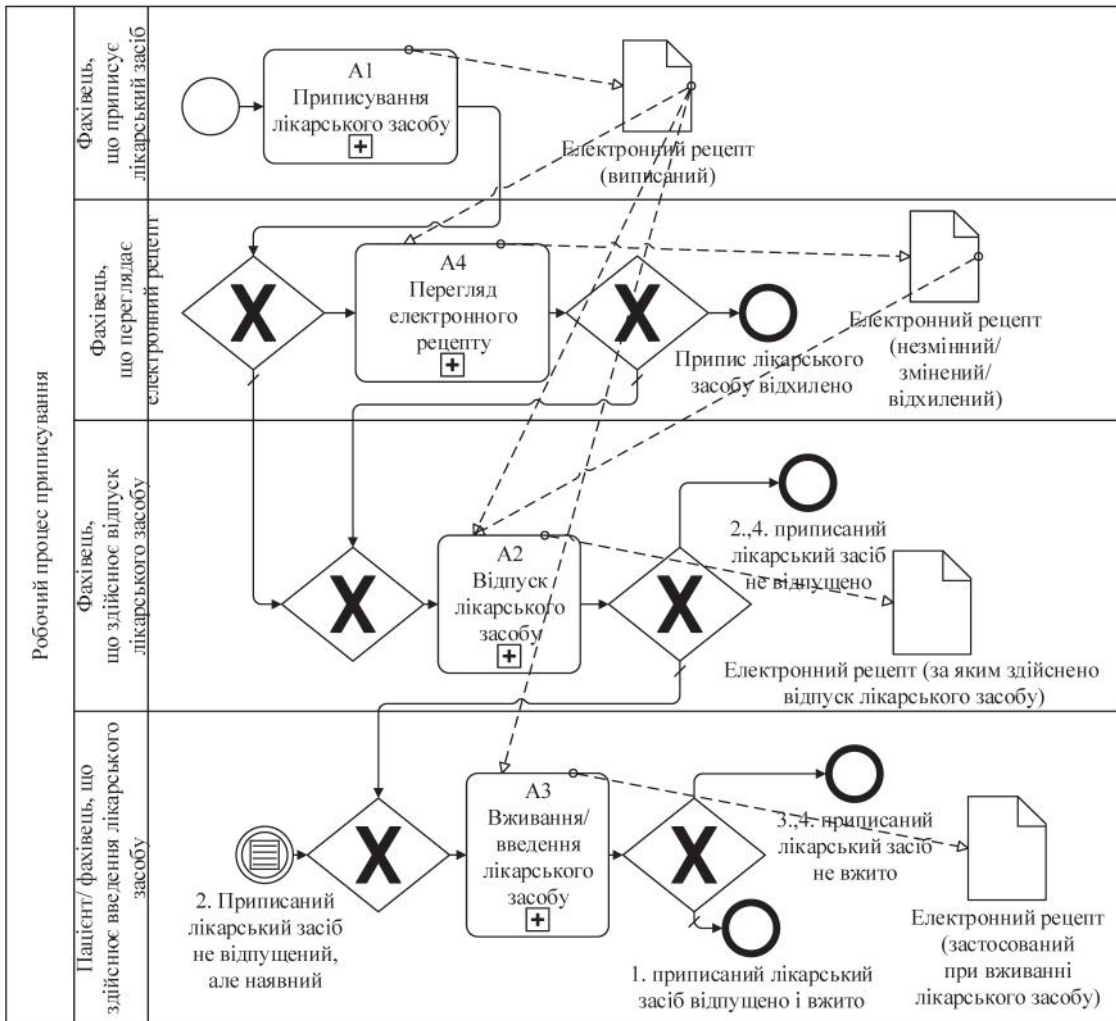 Робочий процес приписування
Фахівець,
що приписує
лікарський засіб
A1
Приписування
лікарського засобу
Електронний рецепт
(виписаний)
Фахівець,
що переглядає
електронний рецепт
X
A4
Перегляд
електронного
рецепту
X
Припис лікарського
засобу відхилено
Електронний рецепт
(незмінний/
змінений/
відхилений)
Фахівець,
що здійснює відпуск
лікарського засобу
X
A2
Відпуск
лікарського
засобу
X
2.,4. приписаний
лікарський засіб
не відпущено
Електронний рецепт (за яким здійснено
відпуск лікарського засобу)
Пацієнт/ фахівець, що
здійснює введення лікарського
засобу
2. Приписаний
лікарський засіб
не відпущений,
але наявний
X
A3
Вживання/
введення
лікарського
засобу
X
3.,4. приписаний
лікарський засіб
не вжито
1. приписаний лікарський
засіб відпущено і вжито
Електронний рецепт
(застосований
при вживанні
лікарського засобу)